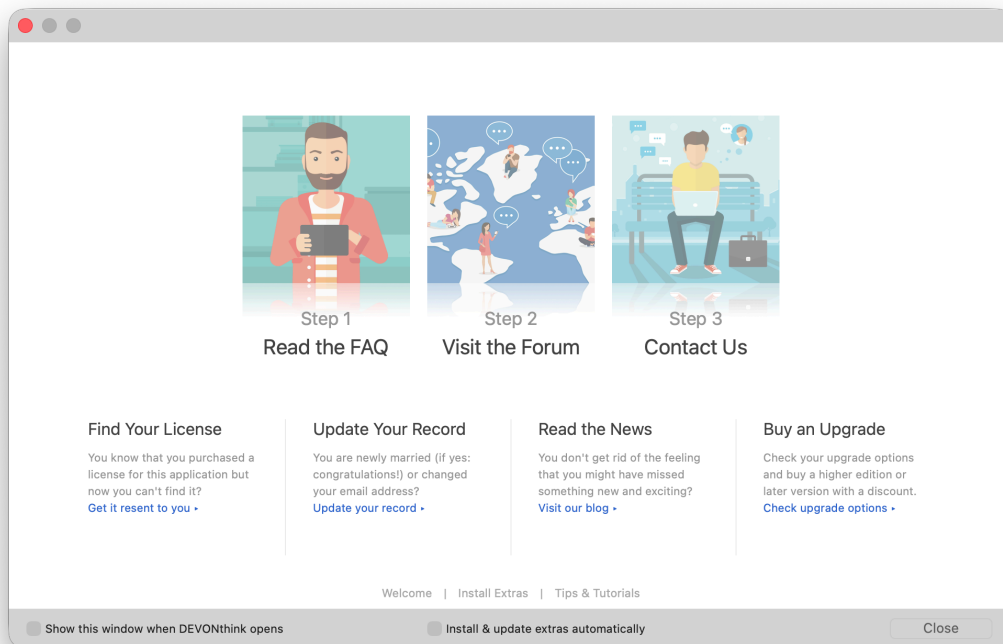 Step 1
Read the FAQ
Step 2
Visit the Forum
Step 3
Contact Us
Find Your License
You know that you purchased a
license for this application but
now you can't find it?
Get it resent to you ▸
Update Your Record
You are newly married (if yes:
congratulations!) or changed
your email address?
Update your record ▸
Read the News
You don't get rid of the feeling
that you might have missed
something new and exciting?
Visit our blog ▸
Buy an Upgrade
Check your upgrade options
and buy a higher edition or
later version with a discount.
Check upgrade options ▸
Welcome | Install Extras | Tips & Tutorials
Show this window when DEVONthink opens
Install & update extras automatically
Close